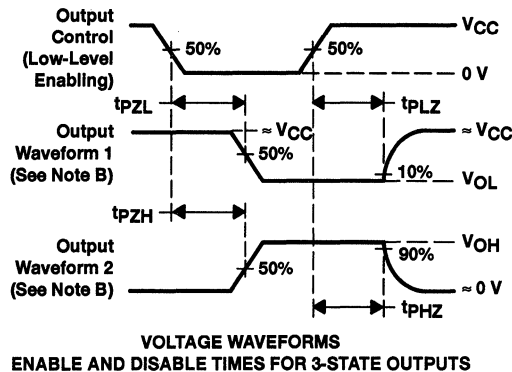 Output
Control
(Low-Level
Enabling)
50%
50%
VCC
0 V
tPZL
tPLZ
Output
Waveform 1
(See Note B)
≈ VCC
50%
≈ VCC
10%
VOL
tPZH
Output
Waveform 2
(See Note B)
50%
VOH
90%
≈ 0 V
tPHZ
VOLTAGE WAVEFORMS
ENABLE AND DISABLE TIMES FOR 3-STATE OUTPUTS